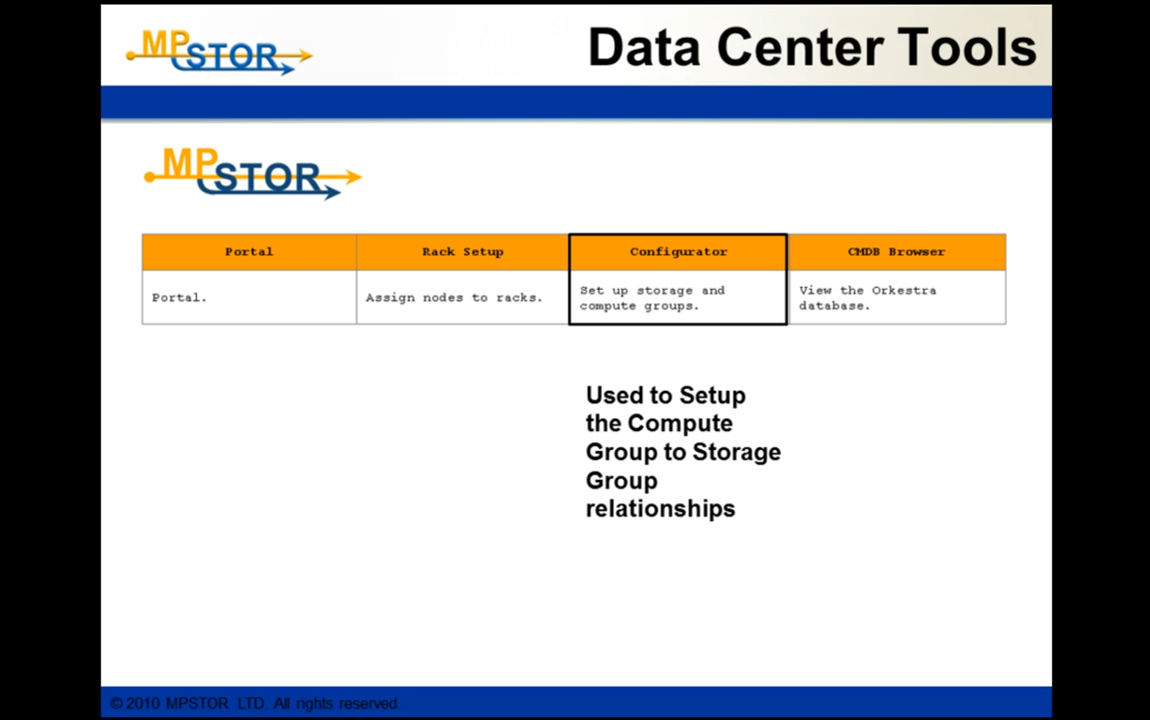 MPSTOR
Data Center Tools
MPSTOR
Portal
Rack Setup
Configurator
CMDB Browser
Portal.
Assign nodes to racks.
Set up storage and
compute groups.
View the Orkestra
database.
Used to Setup
the Compute
Group to Storage
Group
relationships
© 2010 MPSTOR LTD. All rights reserved.